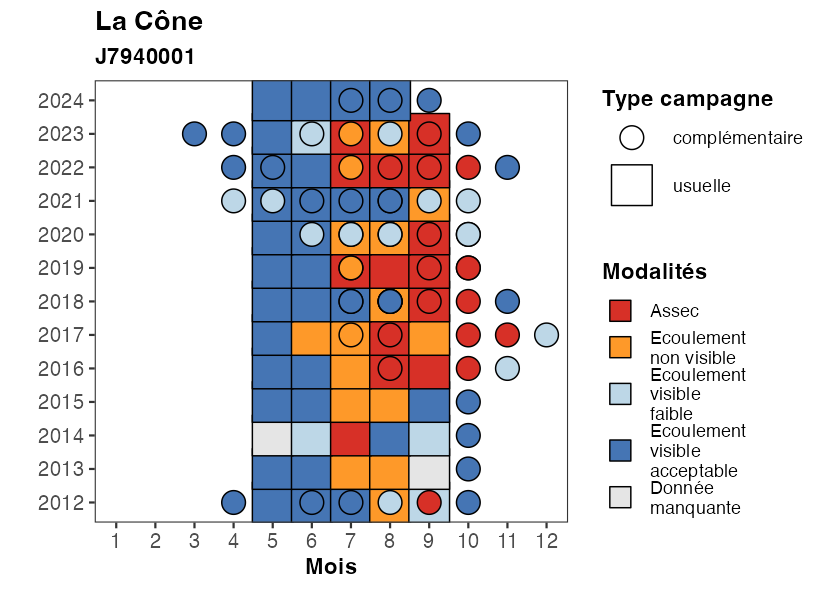 La Cône
J7940001
2024
2023
2022
2021
2020
2019
2018
2017
2016
2015
2014
2013
2012
1 2 3 4 5 6 7 8 9 10 11 12
Mois
Type campagne
complémentaire
usuelle
Modalités
Assec
Ecoulement
non visible
Ecoulement
visible
faible
Ecoulement
visible
acceptable
Donnée
manquante